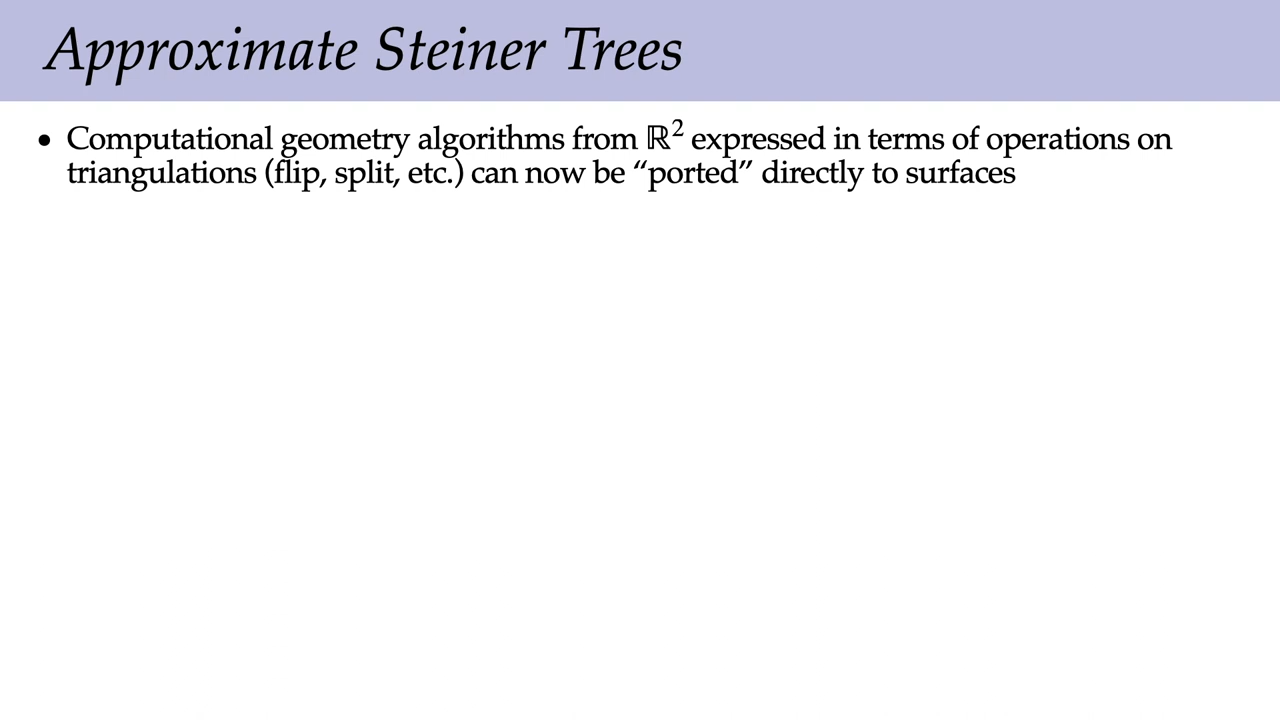 Approximate Steiner Trees
• Computational geometry algorithms from ℝ² expressed in terms of operations on
triangulations (flip, split, etc.) can now be “ported” directly to surfaces